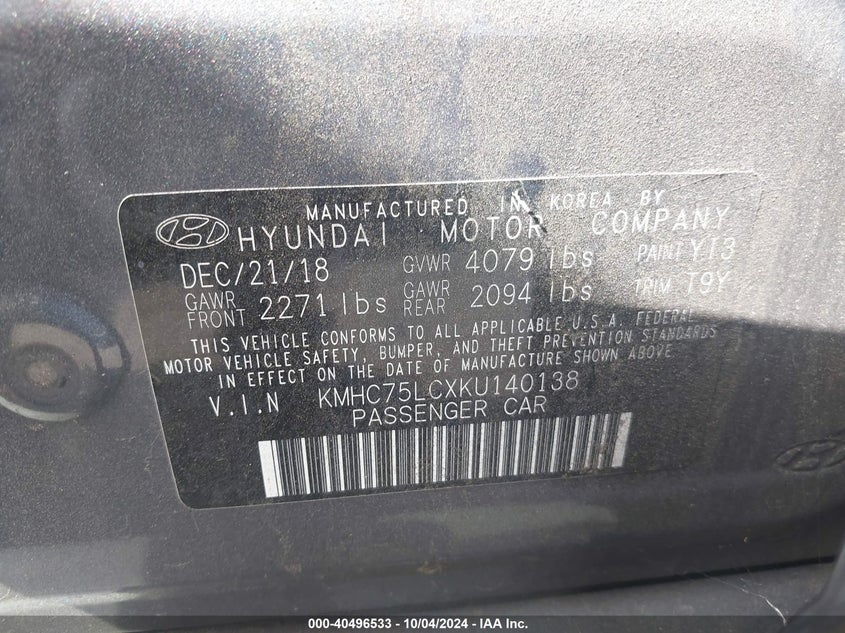 MANUFACTURED IN KOREA BY
HYUNDAI MOTOR COMPANY
DEC/21/18 GVWR 4079 lbs PAINT YT3
GAWR FRONT 2271 lbs GAWR REAR 2094 lbs TRIM T9Y
THIS VEHICLE CONFORMS TO ALL APPLICABLE U.S.A. FEDERAL
MOTOR VEHICLE SAFETY, BUMPER, AND THEFT PREVENTION STANDARDS
IN EFFECT ON THE DATE OF MANUFACTURE SHOWN ABOVE.
V.I.N KMHC75LCXKU140138
PASSENGER CAR
000-40496533 - 10/04/2024 - IAA Inc.